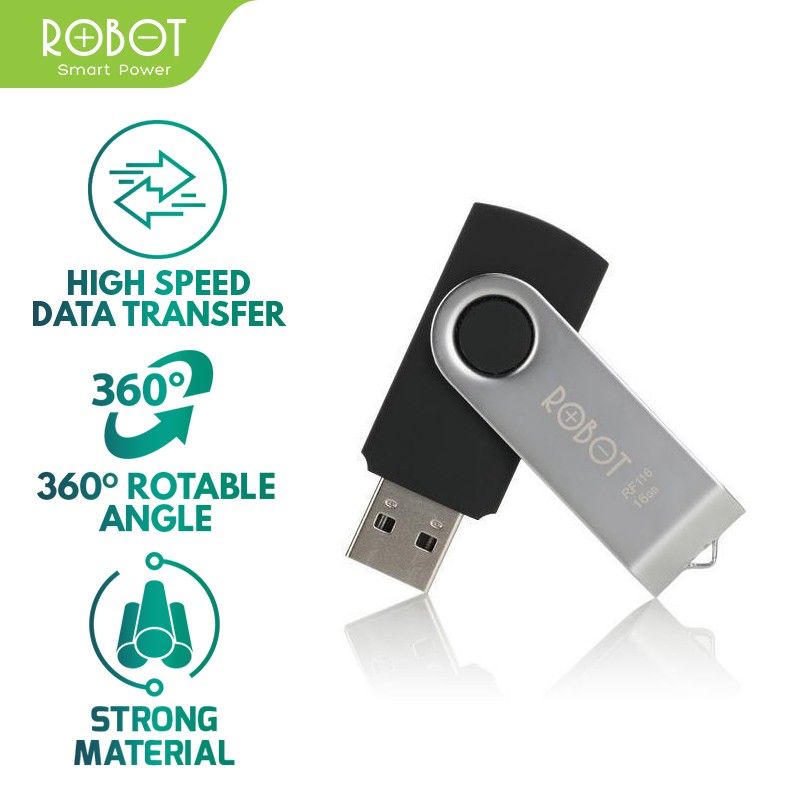 ROBOT
Smart Power
HIGH SPEED
DATA TRANSFER
360°
360° ROTABLE
ANGLE
STRONG
MATERIAL
ROBOT
RF116
16GB